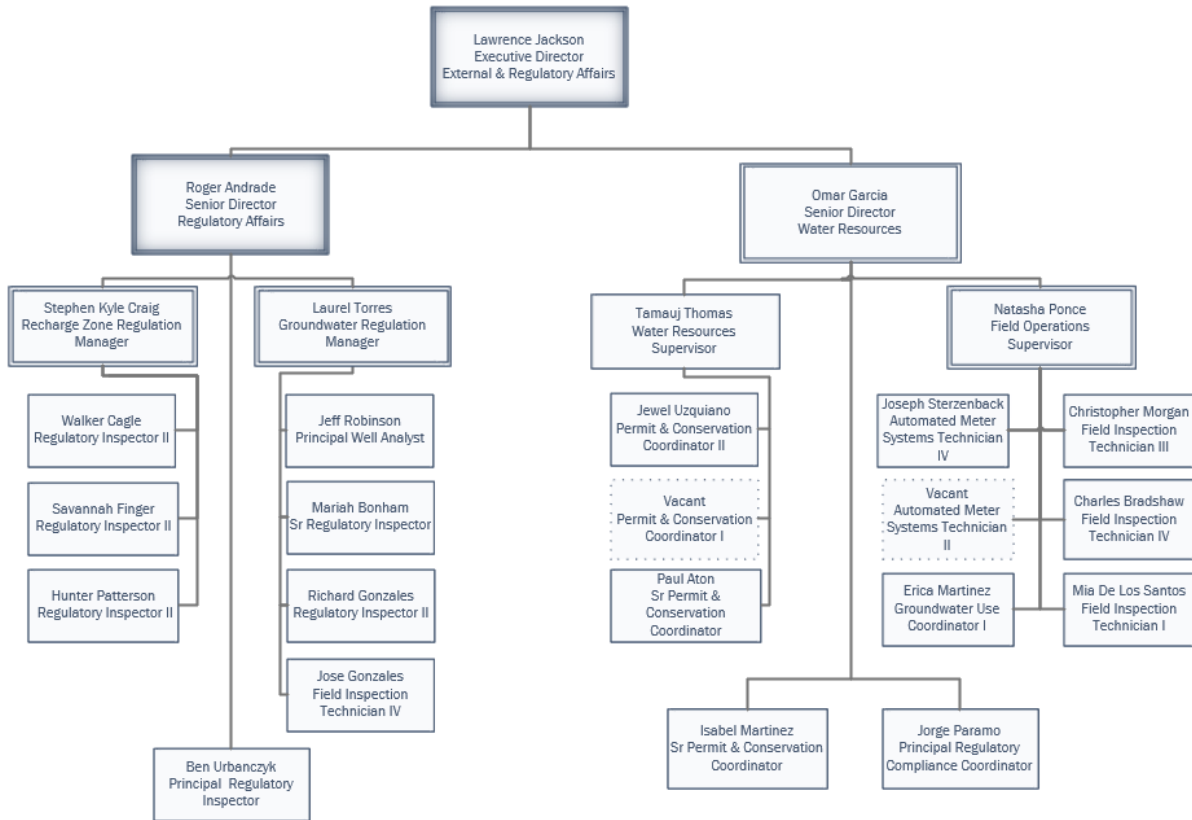 Lawrence Jackson
Executive Director
External & Regulatory Affairs
Roger Andrade
Senior Director
Regulatory Affairs
Omar Garcia
Senior Director
Water Resources
Stephen Kyle Craig
Recharge Zone Regulation
Manager
Laurel Torres
Groundwater Regulation
Manager
Tamauj Thomas
Water Resources
Supervisor
Natasha Ponce
Field Operations
Supervisor
Walker Cagle
Regulatory Inspector II
Savannah Finger
Regulatory Inspector II
Hunter Patterson
Regulatory Inspector II
Jeff Robinson
Principal Well Analyst
Mariah Bonham
Sr Regulatory Inspector
Richard Gonzales
Regulatory Inspector II
Jose Gonzales
Field Inspection
Technician IV
Ben Urbanczyk
Principal Regulatory
Inspector
Jewel Uzquiano
Permit & Conservation
Coordinator II
Vacant
Permit & Conservation
Coordinator I
Paul Aton
Sr Permit &
Conservation
Coordinator
Joseph Sterzenback
Automated Meter
Systems Technician
IV
Vacant
Automated Meter
Systems Technician
II
Erica Martinez
Groundwater Use
Coordinator I
Christopher Morgan
Field Inspection
Technician III
Charles Bradshaw
Field Inspection
Technician IV
Mia De Los Santos
Field Inspection
Technician I
Isabel Martinez
Sr Permit & Conservation
Coordinator
Jorge Paramo
Principal Regulatory
Compliance Coordinator